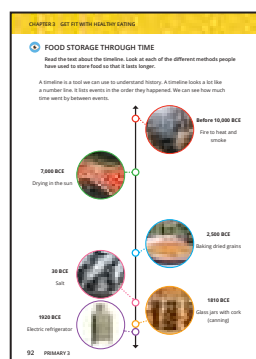 CHAPTER 3 GET FIT WITH HEALTHY EATING
FOOD STORAGE THROUGH TIME
Read the text about the timeline. Look at each of the different methods people
have used to store food so that it lasts longer.
A timeline is a tool we can use to understand history. A timeline looks a lot like
a number line. It lists events in the order they happened. We can see how much
time went by between events.
Before 10,000 BCE
Fire to heat and
smoke
7,000 BCE
Drying in the sun
2,500 BCE
Baking dried grains
30 BCE
Salt
1810 BCE
Glass jars with cork
(canning)
1920 BCE
Electric refrigerator
92 PRIMARY 3